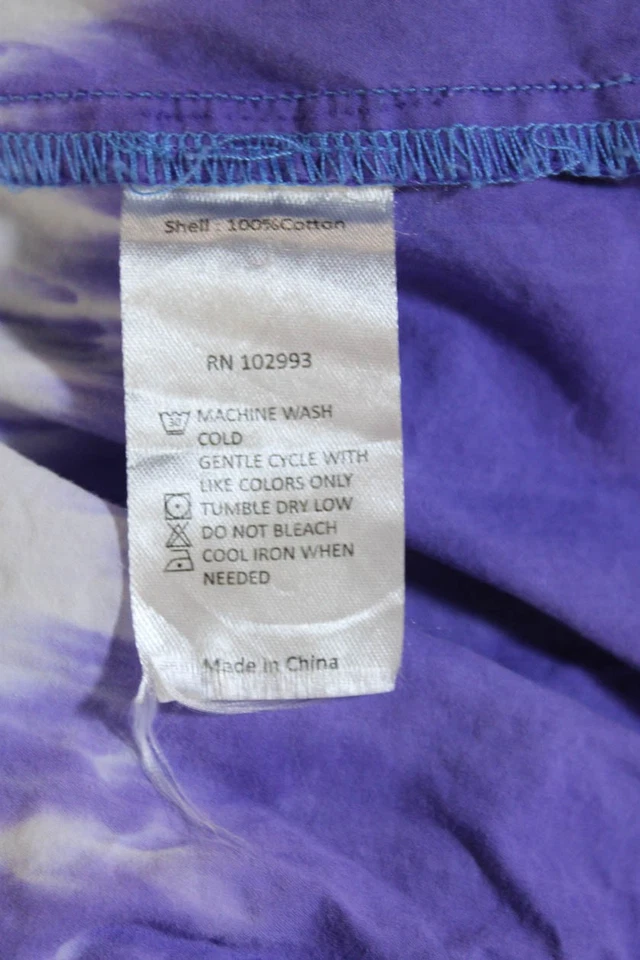 Shell : 100%Cotton
RN 102993
30 MACHINE WASH
COLD
GENTLE CYCLE WITH
LIKE COLORS ONLY
TUMBLE DRY LOW
DO NOT BLEACH
COOL IRON WHEN
NEEDED
Made in China